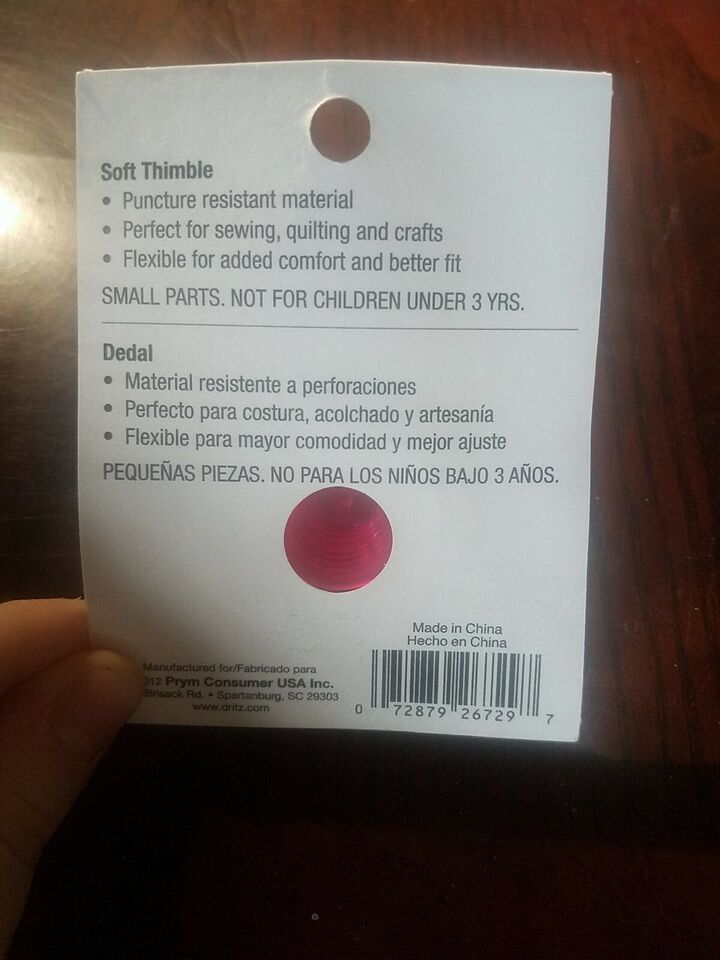 Soft Thimble
• Puncture resistant material
• Perfect for sewing, quilting and crafts
• Flexible for added comfort and better fit
SMALL PARTS. NOT FOR CHILDREN UNDER 3 YRS.
Dedal
• Material resistente a perforaciones
• Perfecto para costura, acolchado y artesanía
• Flexible para mayor comodidad y mejor ajuste
PEQUEÑAS PIEZAS. NO PARA LOS NIÑOS BAJO 3 AÑOS.
Made in China
Hecho en China
Manufactured for/Fabricado para
12 Prym Consumer USA Inc.
Brisack Rd. • Spartanburg, SC 29303
www.dritz.com
0 72879 26729 7